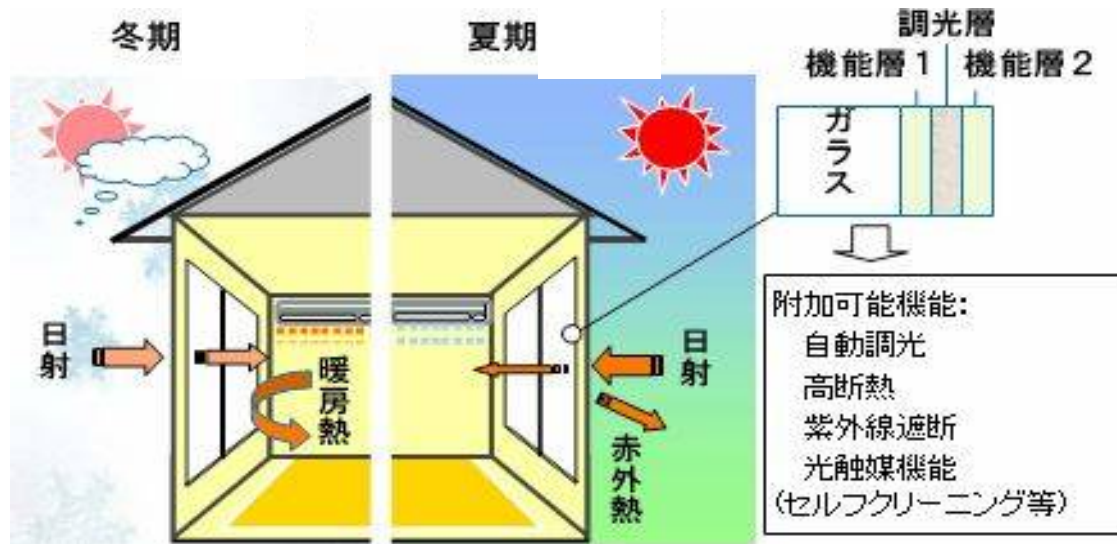 冬期
夏期
調光層
機能層1
機能層2
ガラス
日射
暖房熱
日射
赤外熱
附加可能機能:
自動調光
高断熱
紫外線遮断
光触媒機能
(セルフクリーニング等)